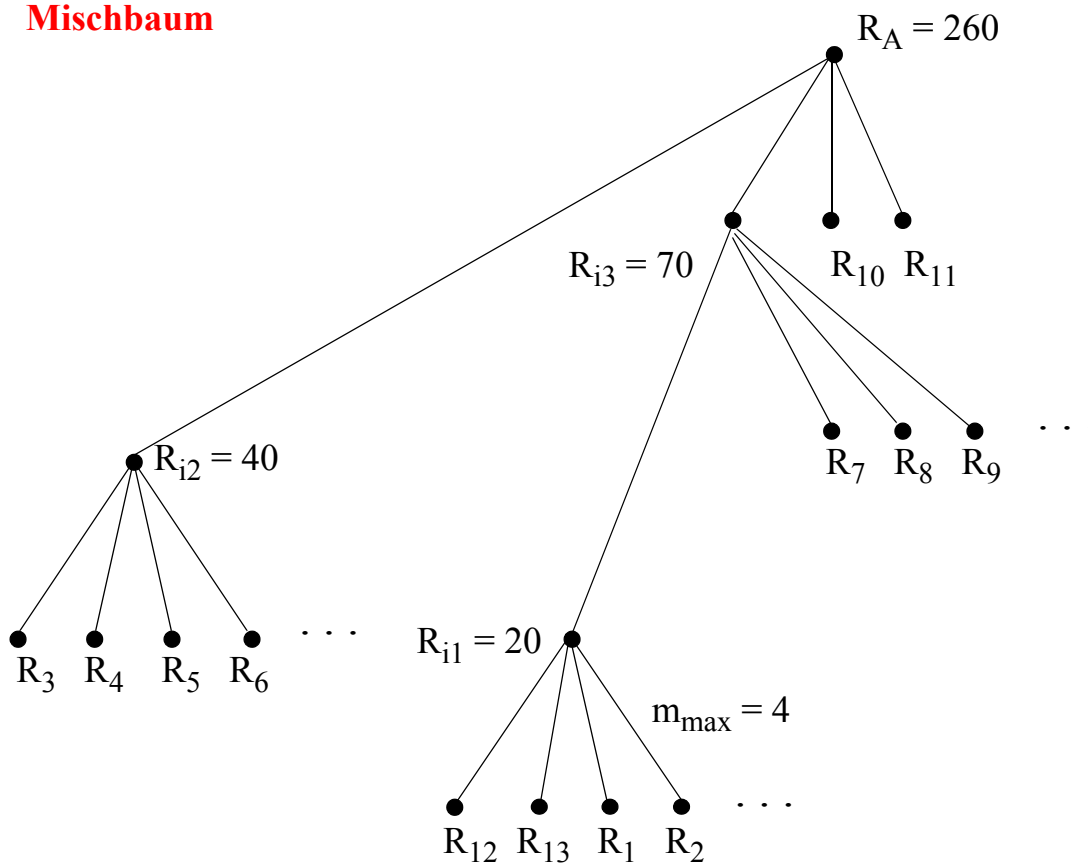 Mischbaum
R_A = 260
R_i3 = 70
R_10
R_11
R_i2 = 40
R_7
R_8
R_9
. .
R_3
R_4
R_5
R_6
. . .
R_i1 = 20
m_max = 4
R_12
R_13
R_1
R_2
. . .